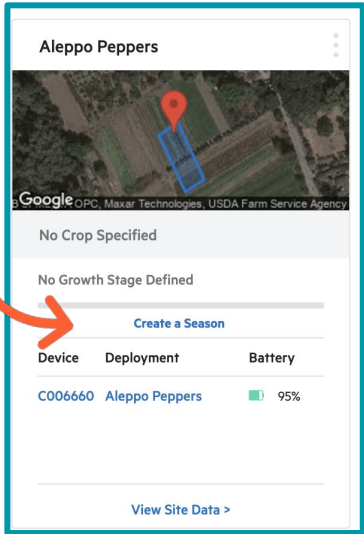 Aleppo Peppers
Google
OPC, Maxar Technologies, USDA Farm Service Agency
No Crop Specified
No Growth Stage Defined
Create a Season
Device Deployment Battery
C006660 Aleppo Peppers 95%
View Site Data >